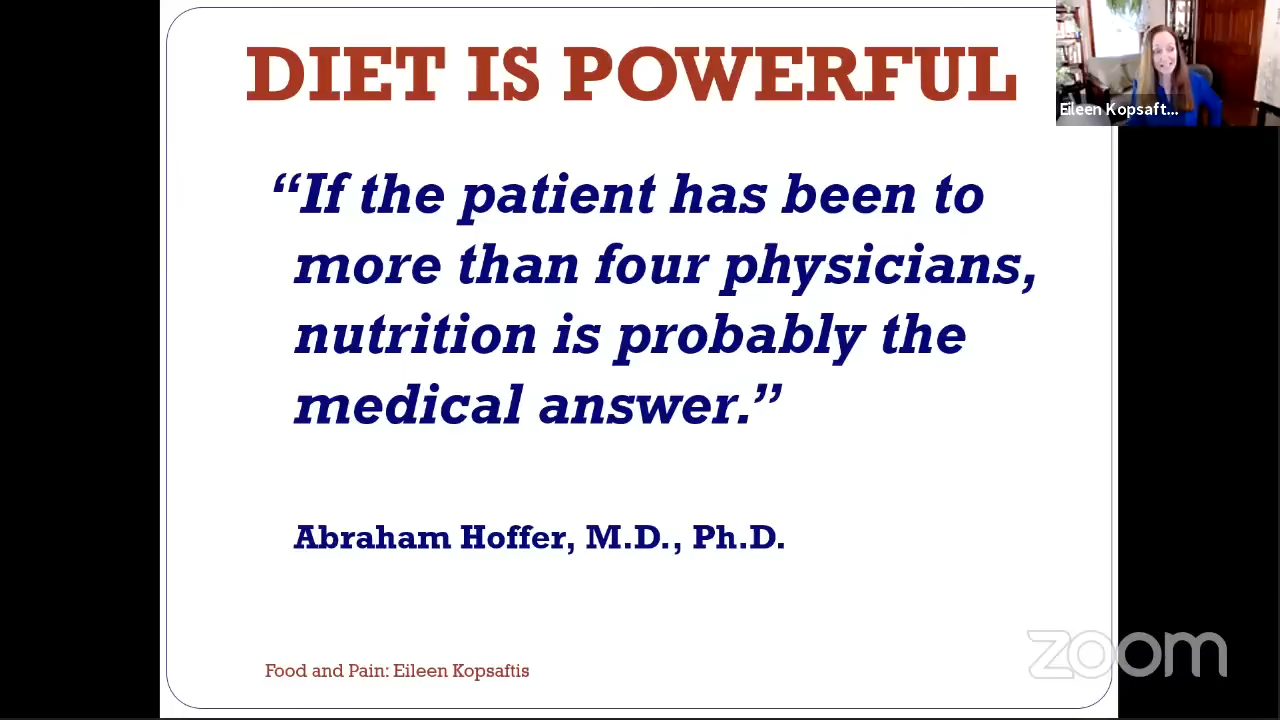 DIET IS POWERFUL
Eileen Kopsaft...
“If the patient has been to
more than four physicians,
nutrition is probably the
medical answer.”
Abraham Hoffer, M.D., Ph.D.
Food and Pain: Eileen Kopsaftis
zoom